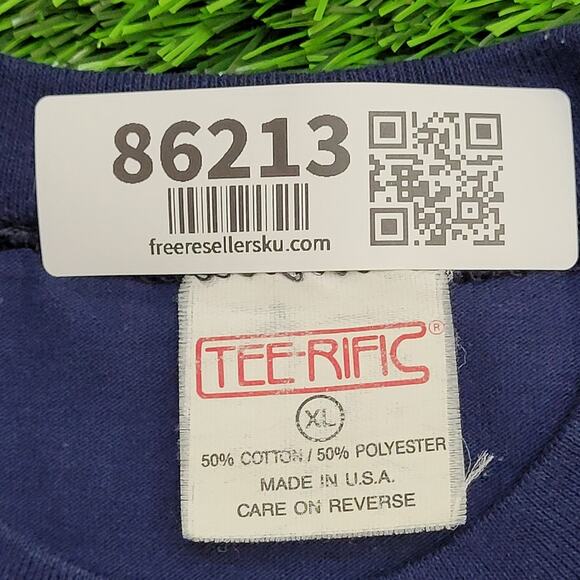 86213
freeresellersku.com
TEE-RIFIC®
XL
50% COTTON / 50% POLYESTER
MADE IN U.S.A.
CARE ON REVERSE